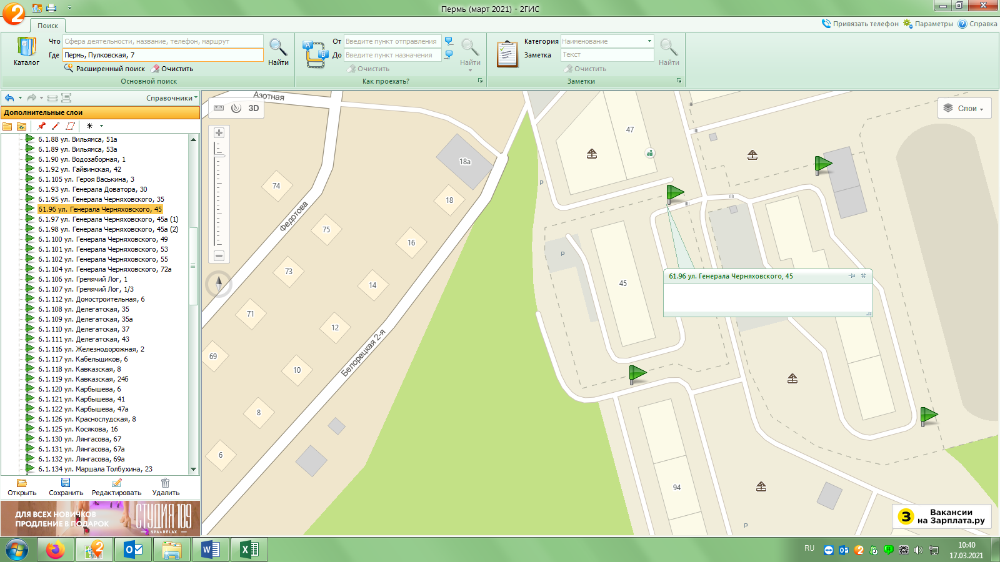 Пермь (март 2021) - 2ГИС
Поиск
Привязать телефон
Параметры
Справка
Каталог
Что
Сфера деятельности, название, телефон, маршрут
Где
Пермь, Пулковская, 7
Расширенный поиск
Очистить
Найти
Основной поиск
От
Введите пункт отправления
До
Введите пункт назначения
Очистить
Найти
Как проехать?
Категория
Наименование
Заметка
Текст
Очистить
Найти
Заметки
Справочники
Дополнительные слои
6.1.88 ул. Вильямса, 51а
6.1.89 ул. Вильямса, 53а
6.1.90 ул. Водозаборная, 1
6.1.92 ул. Гайвинская, 42
6.1.105 ул. Героя Васькина, 3
6.1.93 ул. Генерала Доватора, 30
6.1.95 ул. Генерала Черняховского, 35
61.96 ул. Генерала Черняховского, 45
6.1.97 ул. Генерала Черняховского, 45а (1)
6.1.98 ул. Генерала Черняховского, 45а (2)
6.1.100 ул. Генерала Черняховского, 49
6.1.101 ул. Генерала Черняховского, 53
6.1.102 ул. Генерала Черняховского, 55
6.1.104 ул. Генерала Черняховского, 72а
6.1.106 ул. Гремячий Лог, 1
6.1.107 ул. Гремячий Лог, 1/3
6.1.112 ул. Домостроительная, 6
6.1.108 ул. Делегатская, 35
6.1.109 ул. Делегатская, 35а
6.1.110 ул. Делегатская, 37
6.1.111 ул. Делегатская, 43
6.1.116 ул. Железнодорожная, 2
6.1.117 ул. Кабельщиков, 6
6.1.118 ул. Кавказская, 8
6.1.119 ул. Кавказская, 24б
6.1.120 ул. Карбышева, 6
6.1.121 ул. Карбышева, 41
6.1.122 ул. Карбышева, 47а
6.1.126 ул. Краснослудская, 8
6.1.125 ул. Косякова, 16
6.1.130 ул. Лянгасова, 67
6.1.131 ул. Лянгасова, 67а
6.1.132 ул. Лянгасова, 69а
6.1.134 ул. Маршала Толбухина, 23
Открыть
Сохранить
Редактировать
Удалить
ДЛЯ ВСЕХ НОВИЧКОВ
ПРОДЛЕНИЕ В ПОДАРОК
СТУДИЯ 109
SPA & RELAX
3D
Слои
Азотная
Федотова
Белорецкая 2-я
18а
18
74
75
16
73
14
71
12
69
10
8
6
47
P
P
45
94
P
61.96 ул. Генерала Черняховского, 45
З
Вакансии
на Зарплата.ру
RU
10:40
17.03.2021